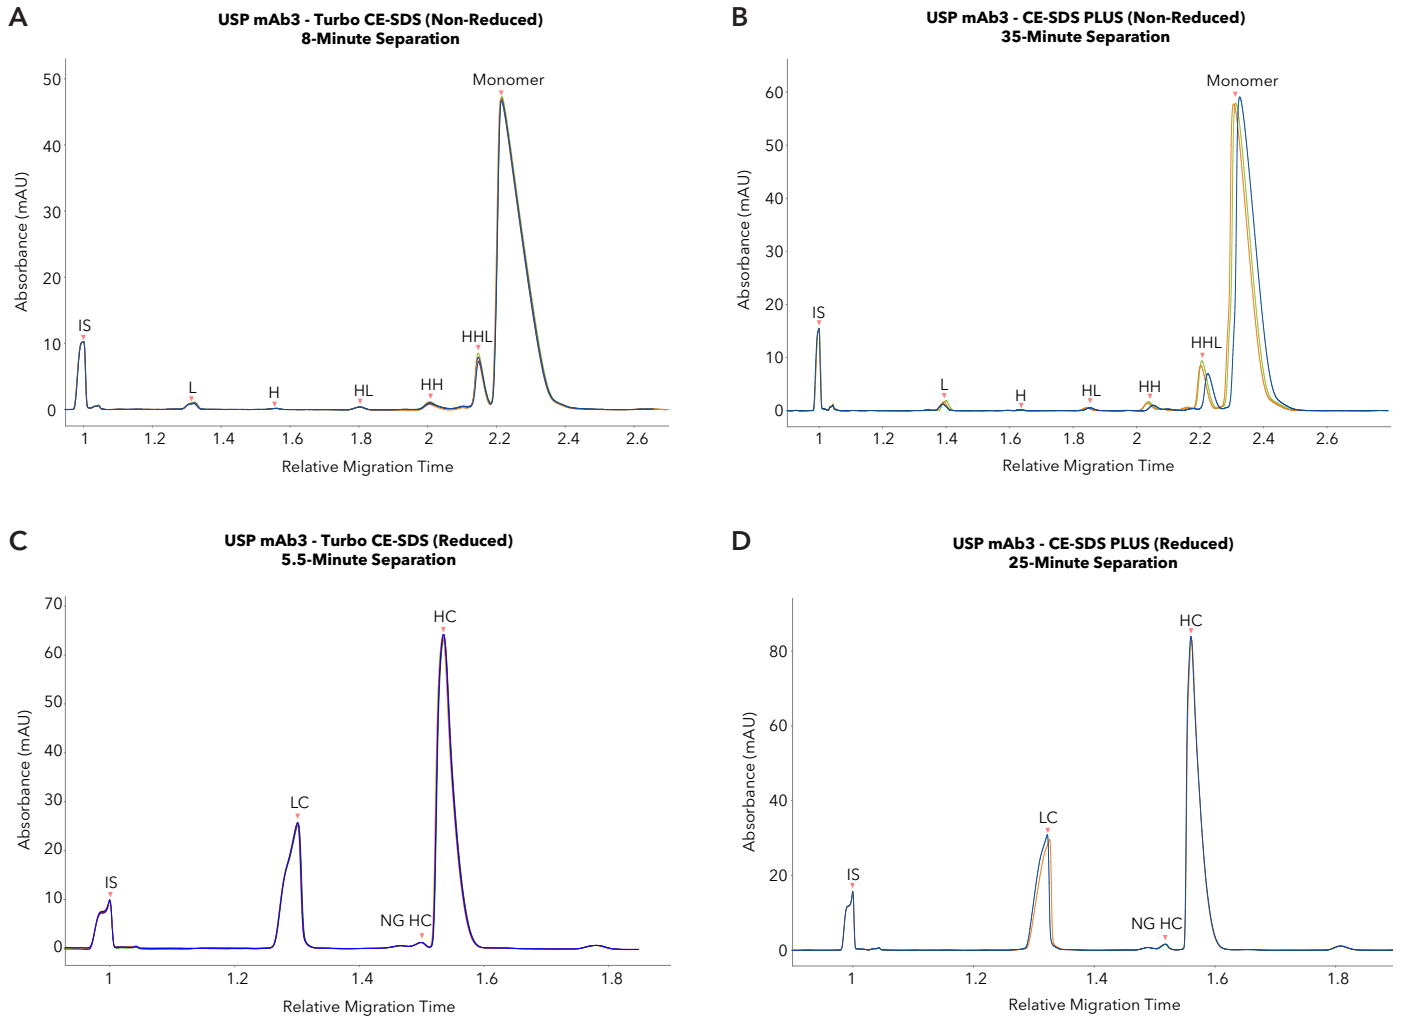 A
USP mAb3 - Turbo CE-SDS (Non-Reduced)
8-Minute Separation
Absorbance (mAU)
50
40
30
20
10
0
IS
L
H
HL
HH
HHL
Monomer
1 1.2 1.4 1.6 1.8 2 2.2 2.4 2.6
Relative Migration Time
B
USP mAb3 - CE-SDS PLUS (Non-Reduced)
35-Minute Separation
Absorbance (mAU)
60
50
40
30
20
10
0
IS
L
H
HL
HH
HHL
Monomer
1 1.2 1.4 1.6 1.8 2 2.2 2.4 2.6
Relative Migration Time
C
USP mAb3 - Turbo CE-SDS (Reduced)
5.5-Minute Separation
Absorbance (mAU)
70
60
50
40
30
20
10
0
IS
LC
NG HC
HC
1 1.2 1.4 1.6 1.8
Relative Migration Time
D
USP mAb3 - CE-SDS PLUS (Reduced)
25-Minute Separation
Absorbance (mAU)
80
60
40
20
0
IS
LC
NG HC
HC
1 1.2 1.4 1.6 1.8
Relative Migration Time